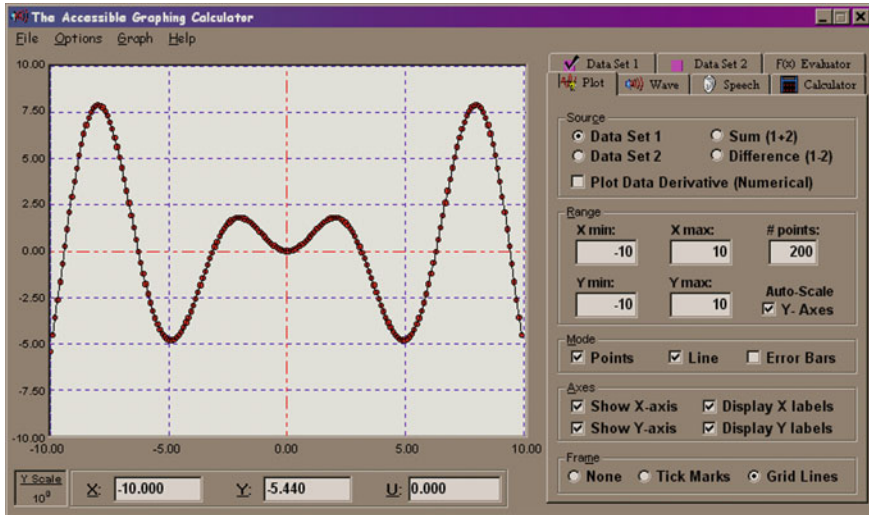 The Accessible Graphing Calculator
File Options Graph Help
10.00
7.50
5.00
2.50
0.00
-2.50
-5.00
-7.50
-10.00
-10.00 -5.00 0.00 5.00 10.00
Y Scale
10⁰
X: -10.000 Y: -5.440 U: 0.000
Data Set 1 Data Set 2 F(x) Evaluator
Plot Wave Speech Calculator
Source
Data Set 1 Sum (1+2)
Data Set 2 Difference (1-2)
Plot Data Derivative (Numerical)
Range
X min: X max: # points:
-10 10 200
Y min: Y max: Auto-Scale
-10 10 Y- Axes
Mode
Points Line Error Bars
Axes
Show X-axis Display X labels
Show Y-axis Display Y labels
Frame
None Tick Marks Grid Lines